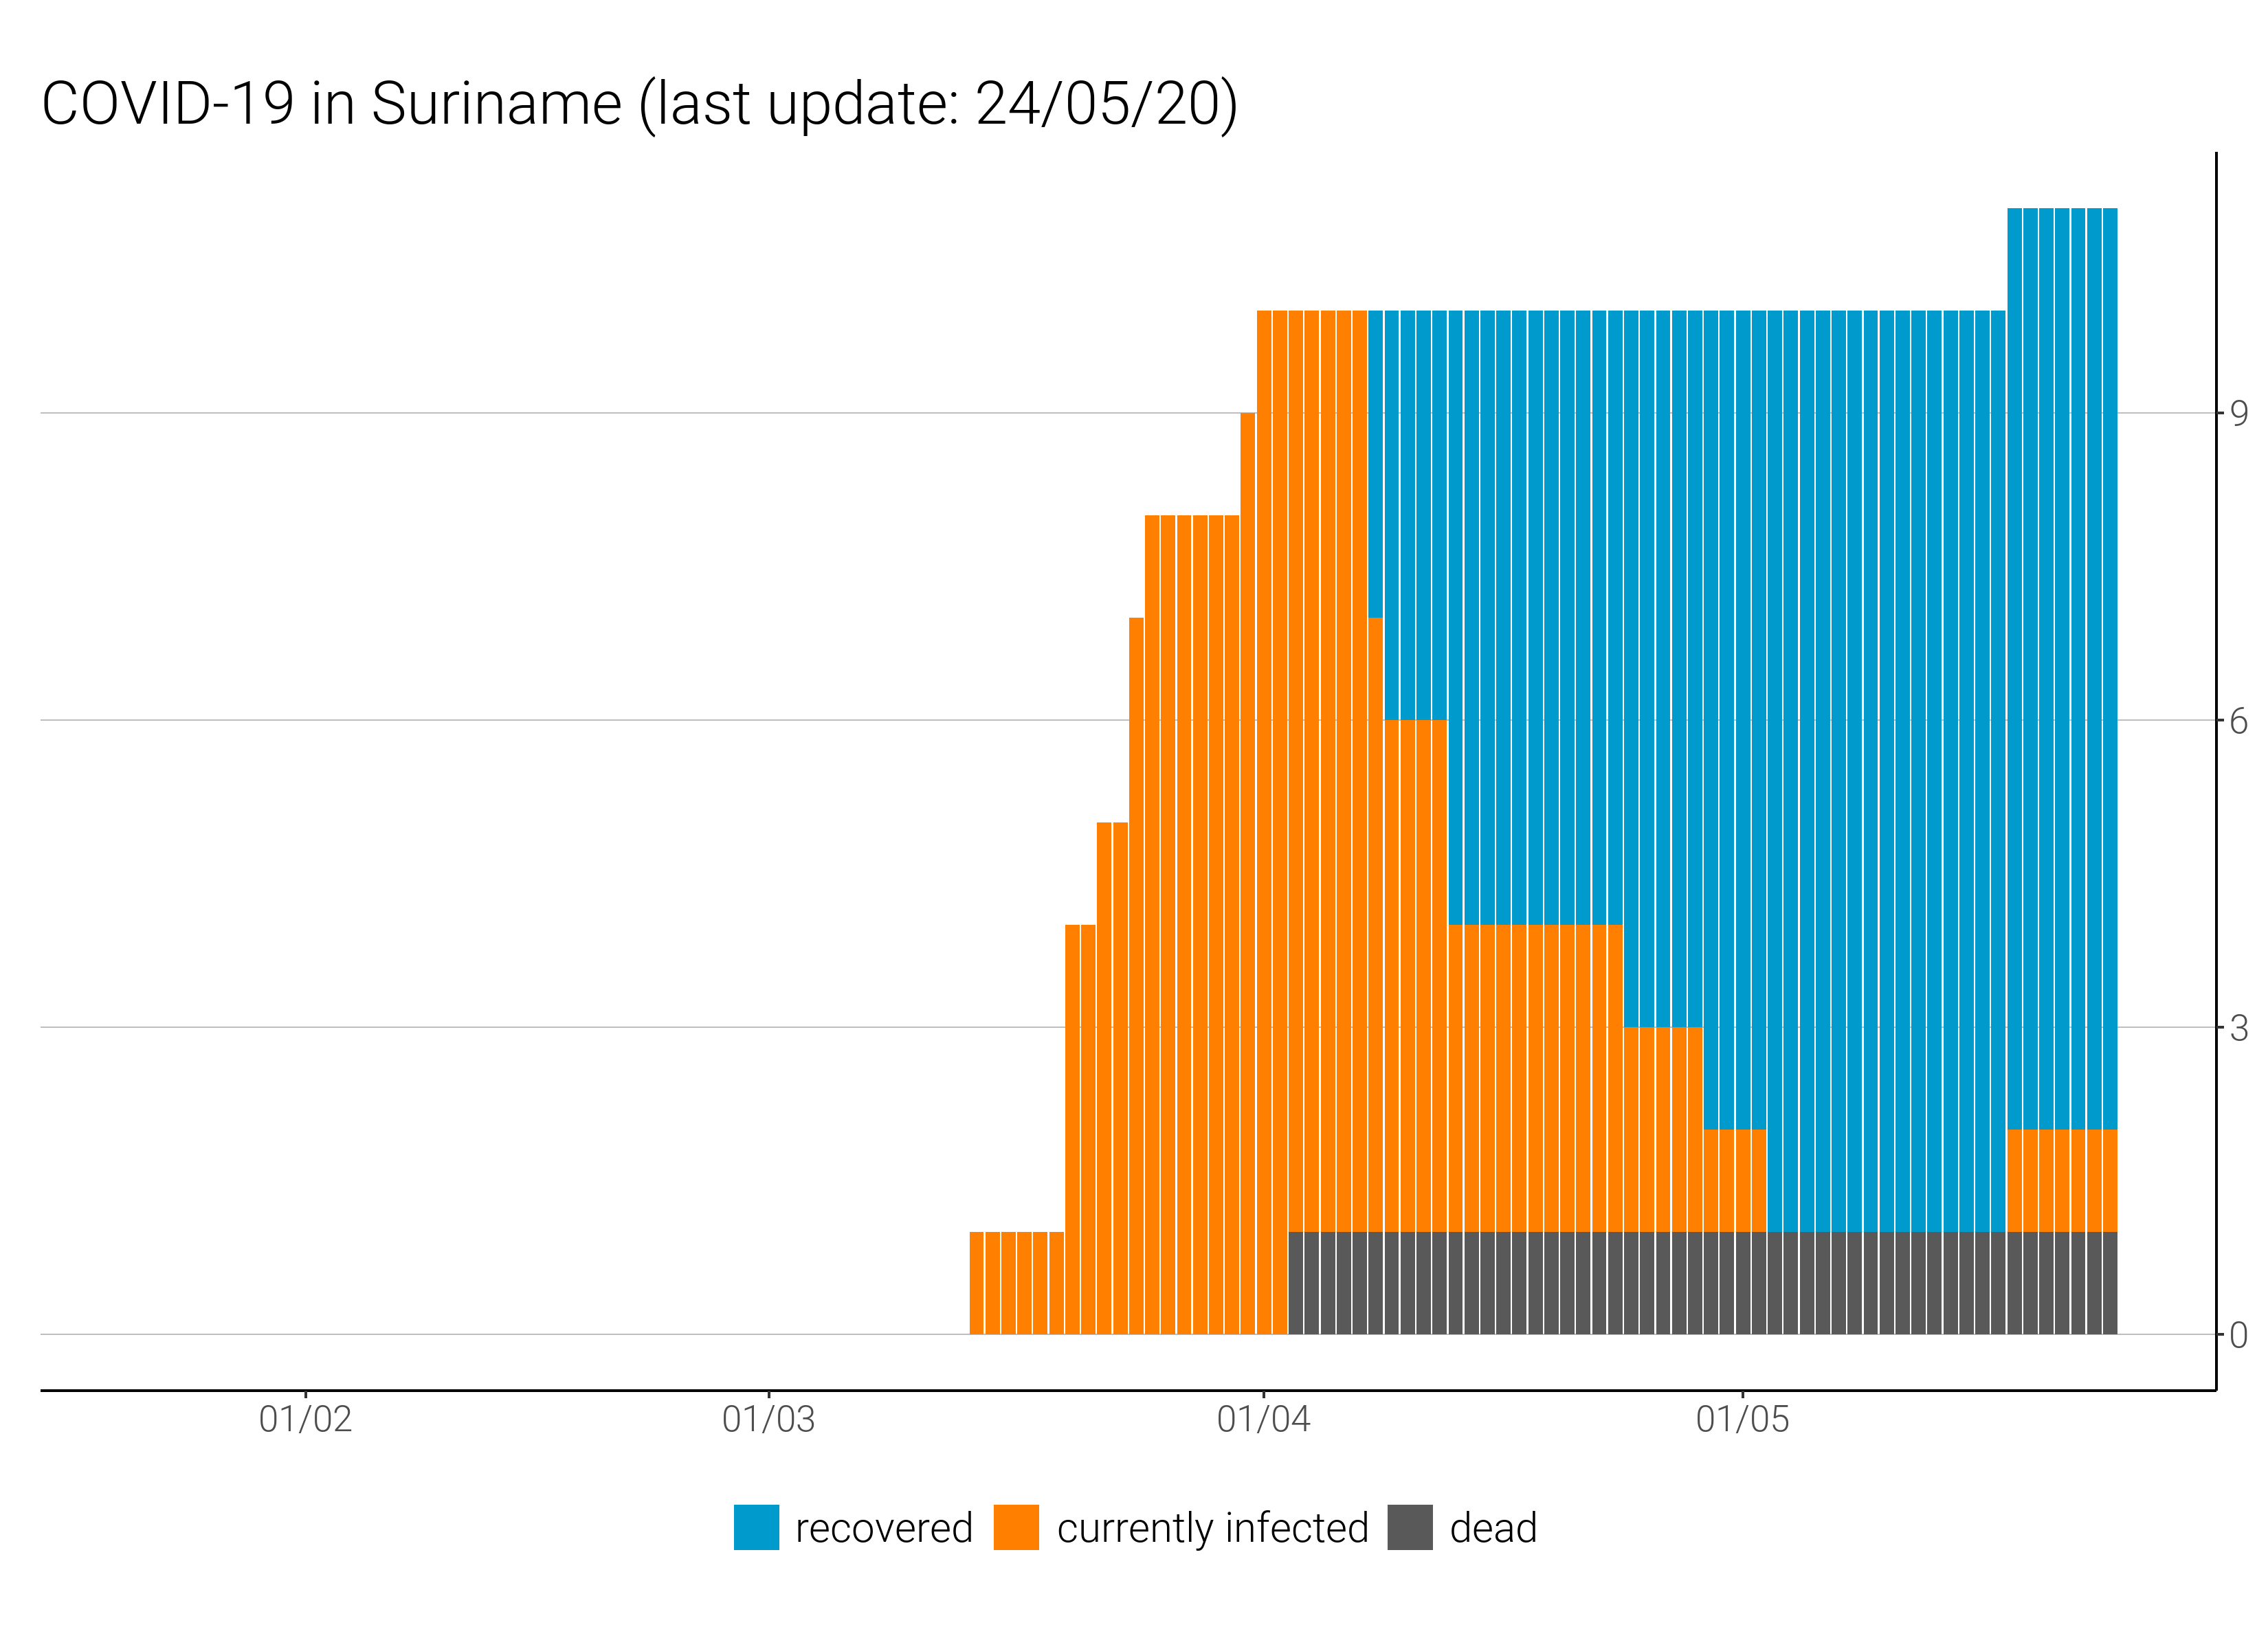 COVID-19 in Suriname (last update: 24/05/20)
9
6
3
0
01/02 01/03 01/04 01/05
recovered currently infected dead